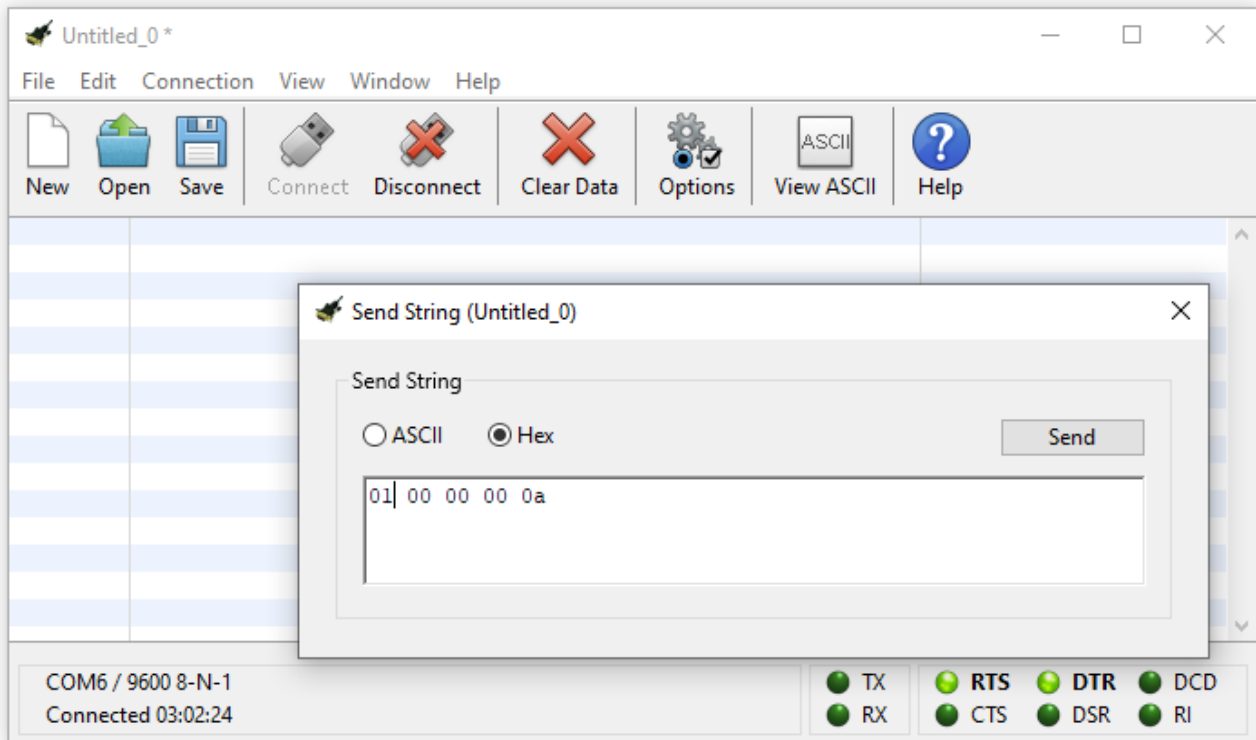 Untitled_0 *
File Edit Connection View Window Help
New Open Save Connect Disconnect Clear Data Options ASCII View ASCII ? Help
Send String (Untitled_0)
Send String
ASCII Hex Send
01 00 00 00 0a
COM6 / 9600 8-N-1 TX RTS DTR DCD
Connected 03:02:24 RX CTS DSR RI